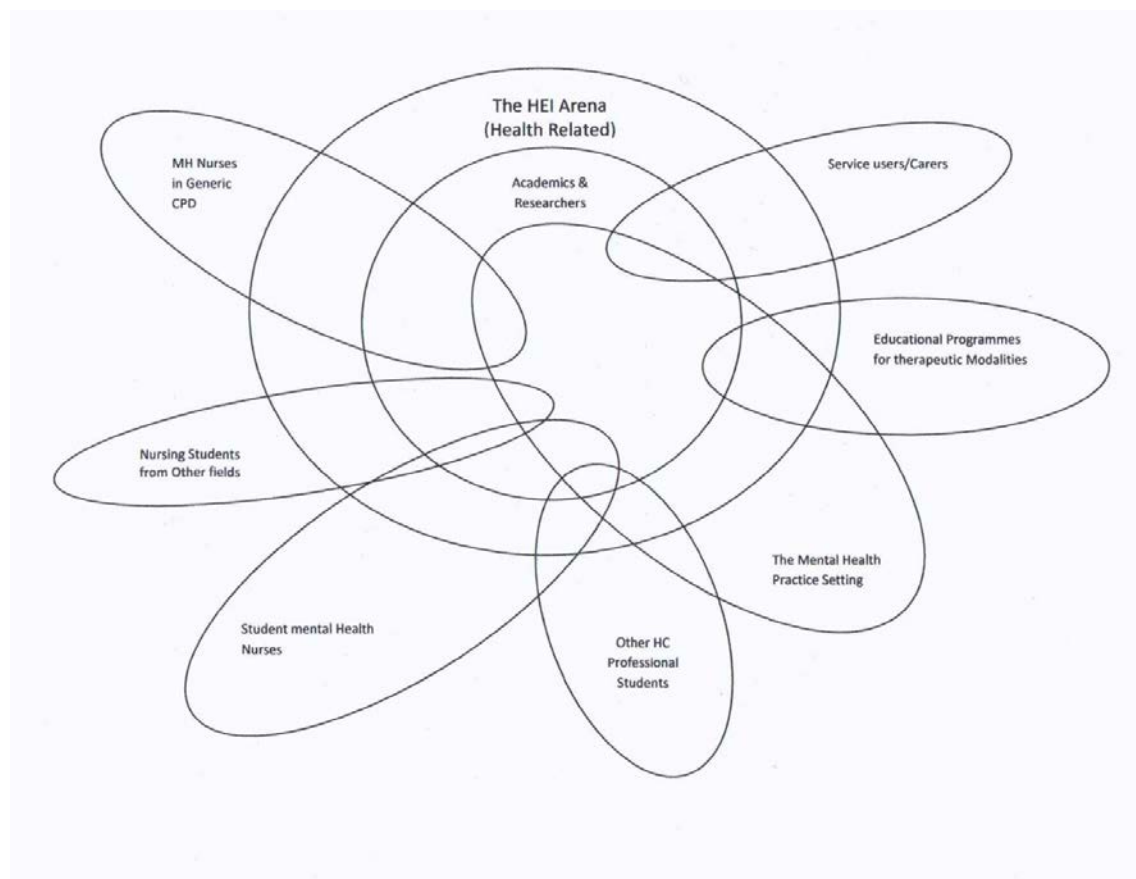 The HEI Arena
(Health Related)
Academics &
Researchers
MH Nurses
in Generic
CPD
Service users/Carers
Educational Programmes
for therapeutic Modalities
Nursing Students
from Other fields
The Mental Health
Practice Setting
Student mental Health
Nurses
Other HC
Professional
Students